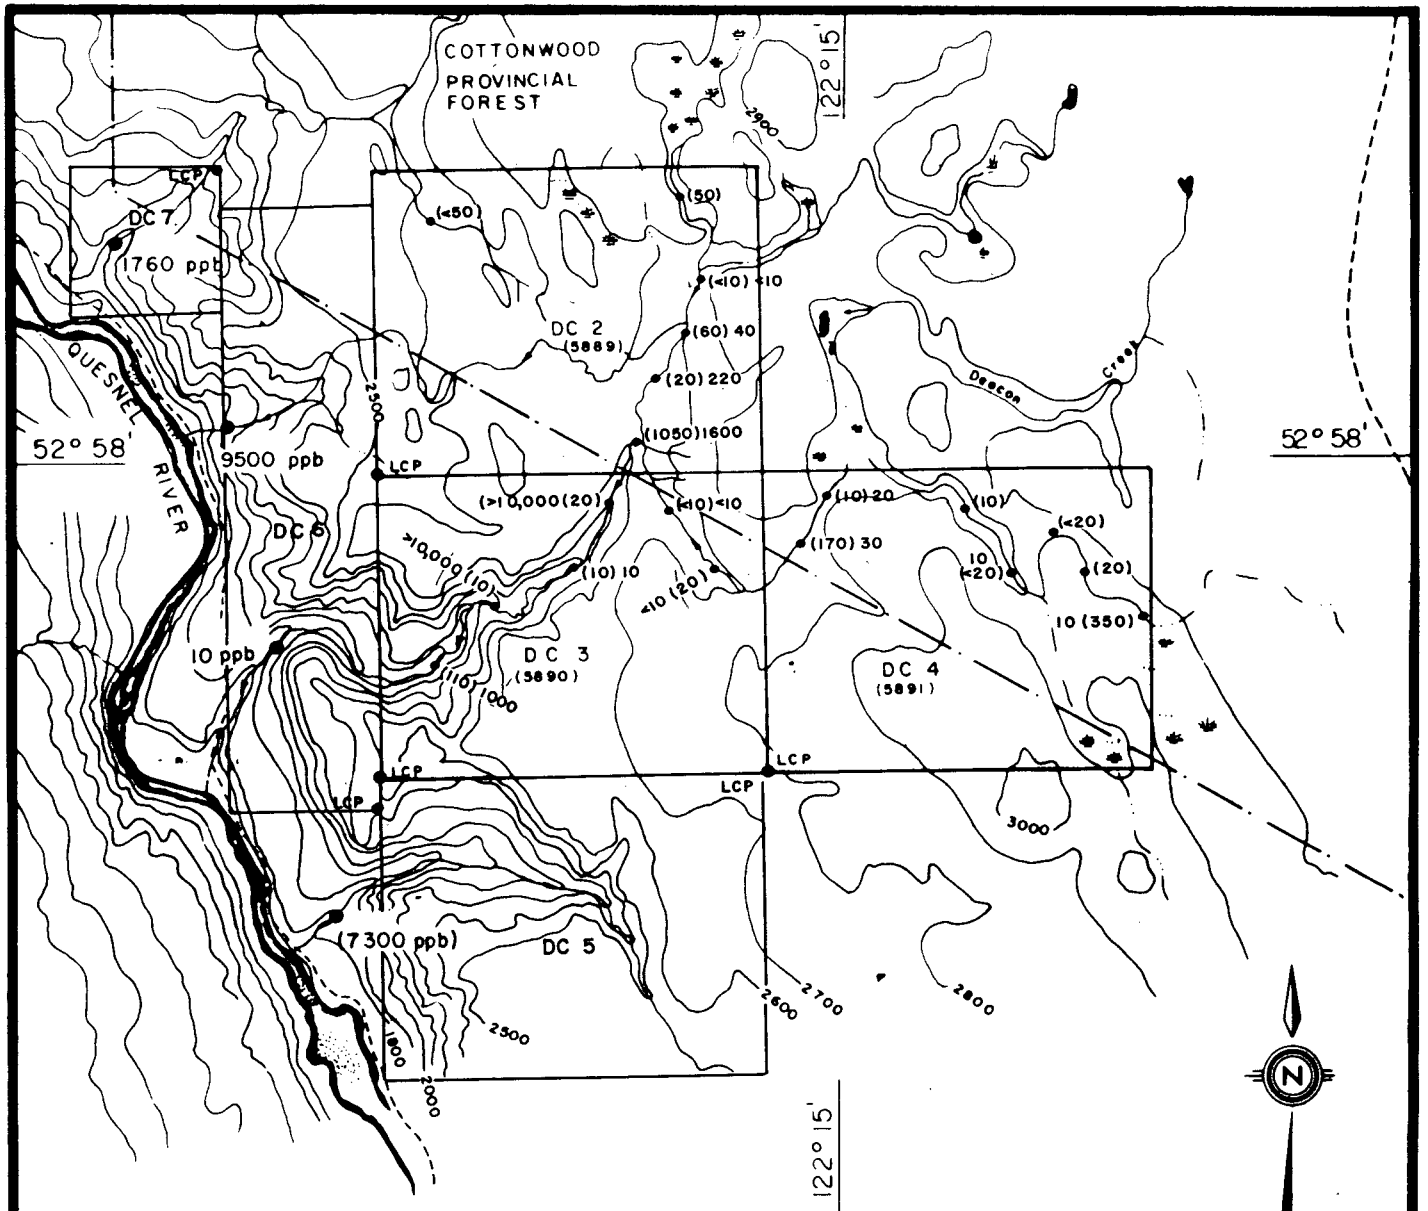 COTTONWOOD
PROVINCIAL
FOREST
122° 15'
2900
LCP
DC 7
1760 ppb
(<50)
(50)
(<10) <10
DC 2
(5889)
(60) 40
(20) 220
2500
QUESNEL
RIVER
Deacon
Creek
(1050) 1600
52° 58'
52° 58'
9500 ppb
LCP
(>10,000 (20)
(<10) <10
(10) 20
(10)
(<20)
DC 6
>10,000 (10)
(170) 30
(10) 10
<10 (20)
10
(<20)
(20)
10 (350)
10 ppb
DC 3
(5890)
DC 4
(5891)
(110) 1000
LCP
LCP
LCP
LCP
3000
(7300 ppb)
DC 5
2500
2600
2700
2800
1800
2000
N
122° 15'